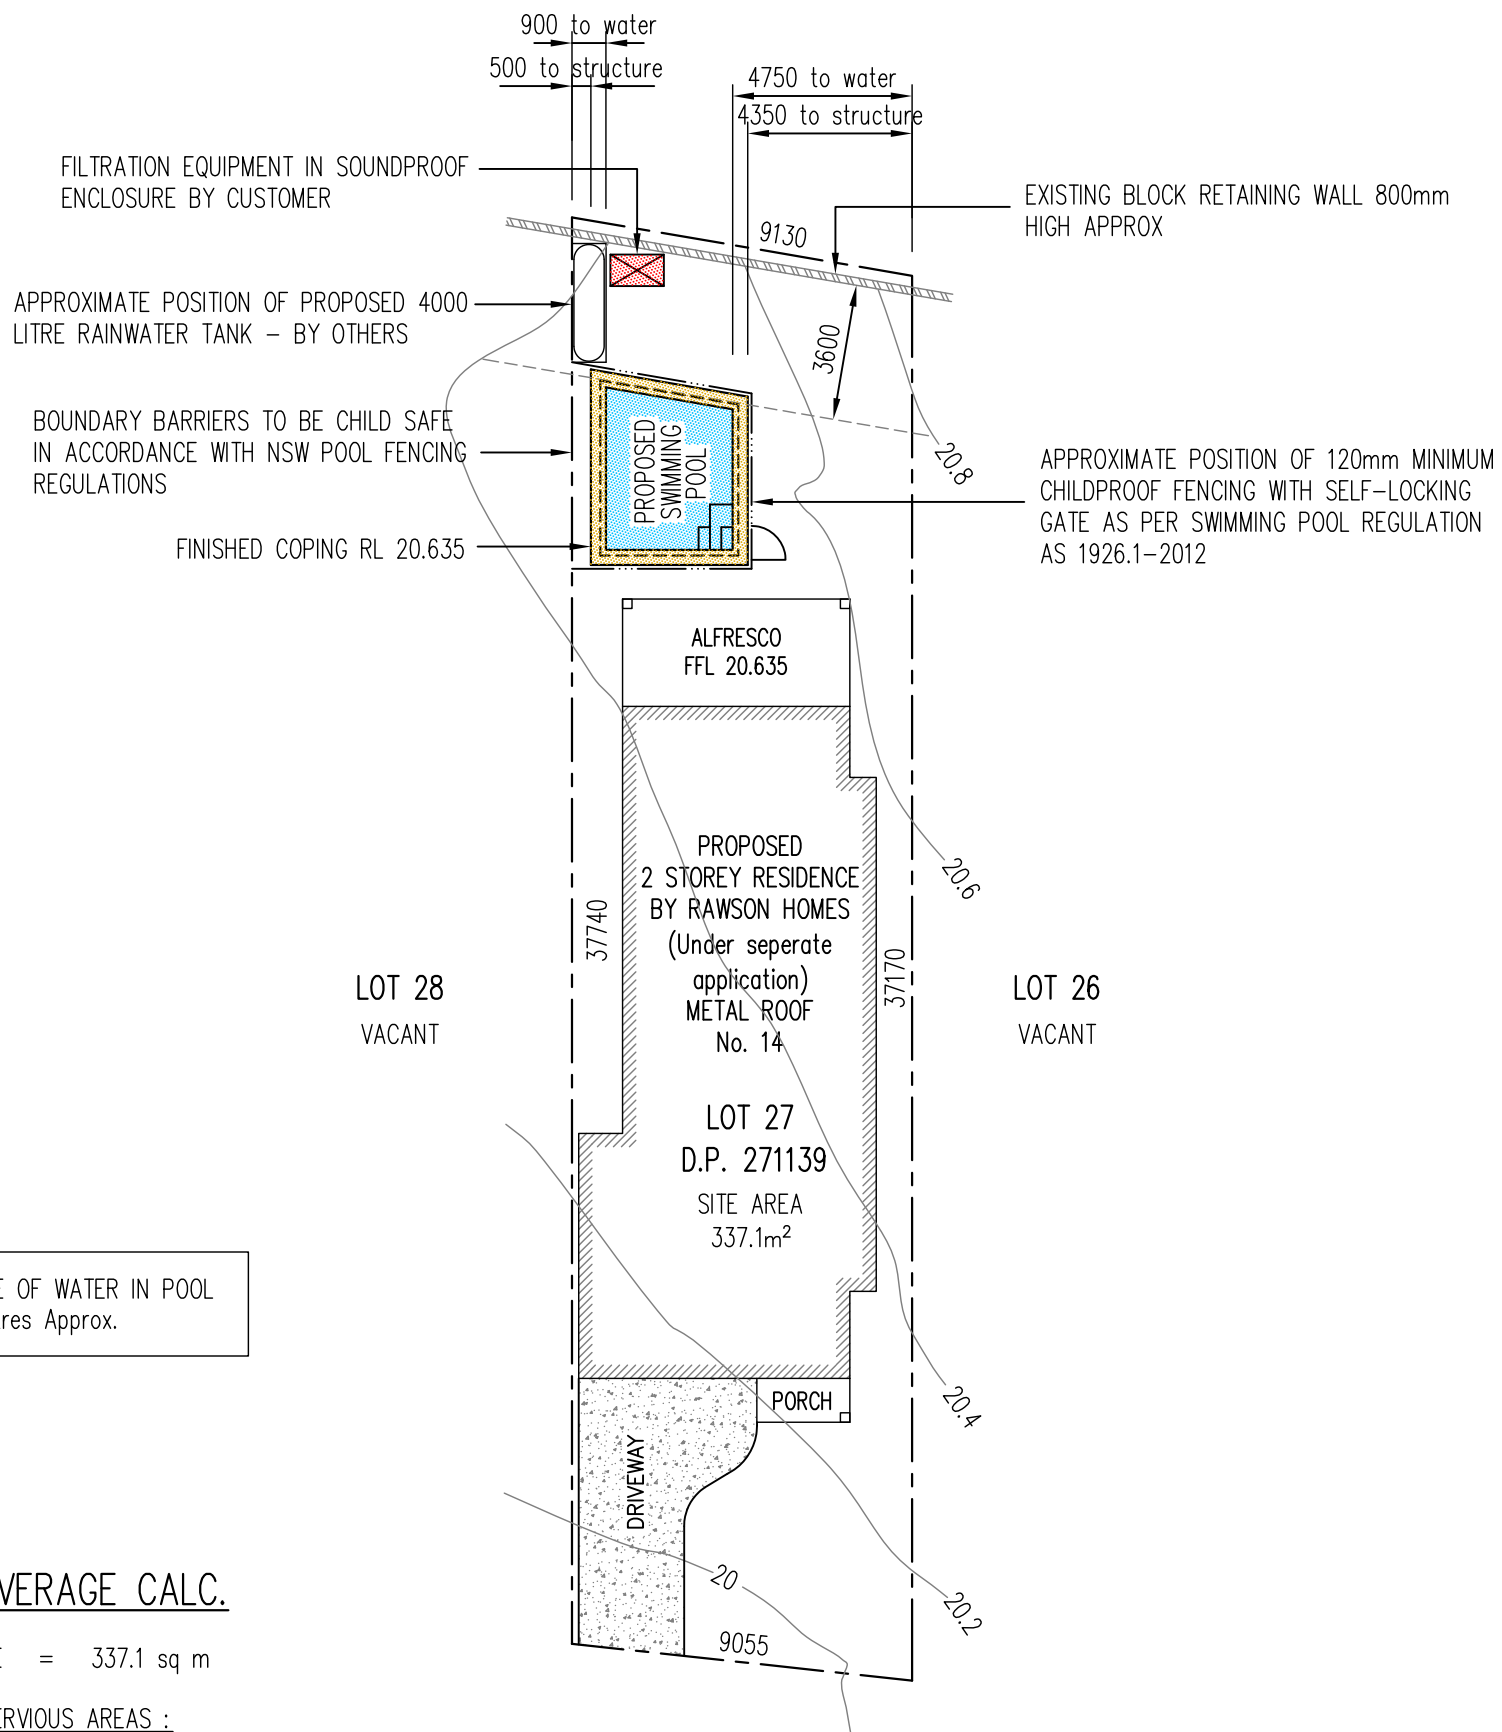 900 to water
500 to structure
4750 to water
4350 to structure
FILTRATION EQUIPMENT IN SOUNDPROOF
ENCLOSURE BY CUSTOMER
EXISTING BLOCK RETAINING WALL 800mm
HIGH APPROX
9130
APPROXIMATE POSITION OF PROPOSED 4000
LITRE RAINWATER TANK – BY OTHERS
3600
BOUNDARY BARRIERS TO BE CHILD SAFE
IN ACCORDANCE WITH NSW POOL FENCING
REGULATIONS
PROPOSED
SWIMMING
POOL
20.8
APPROXIMATE POSITION OF 120mm MINIMUM
CHILDPROOF FENCING WITH SELF-LOCKING
GATE AS PER SWIMMING POOL REGULATION
AS 1926.1-2012
FINISHED COPING RL 20.635
ALFRESCO
FFL 20.635
PROPOSED
2 STOREY RESIDENCE
BY RAWSON HOMES
(Under seperate
application)
METAL ROOF
No. 14
20.6
37740
37170
LOT 28
VACANT
LOT 26
VACANT
LOT 27
D.P. 271139
SITE AREA
337.1m²
E OF WATER IN POOL
res Approx.
PORCH
20.4
DRIVEWAY
20
20.2
9055
VERAGE CALC.
= 337.1 sq m
ERVIOUS AREAS :